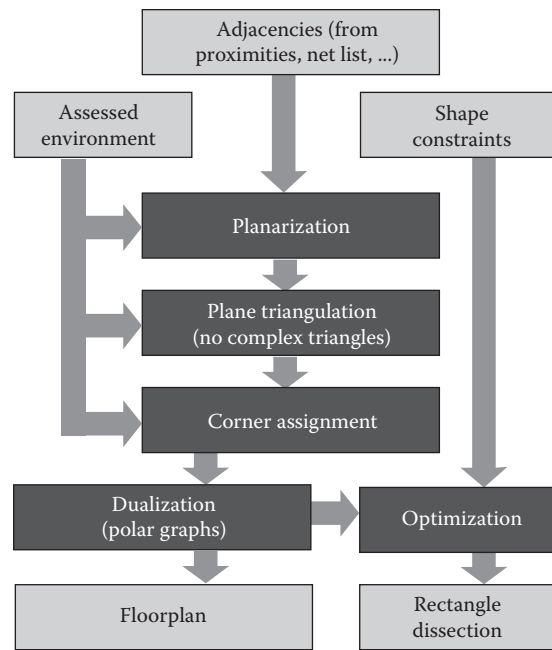 Adjacencies (from
proximities, net list, ...)
Assessed
environment
Shape
constraints
Planarization
Plane triangulation
(no complex triangles)
Corner assignment
Dualization
(polar graphs)
Optimization
Floorplan
Rectangle
dissection